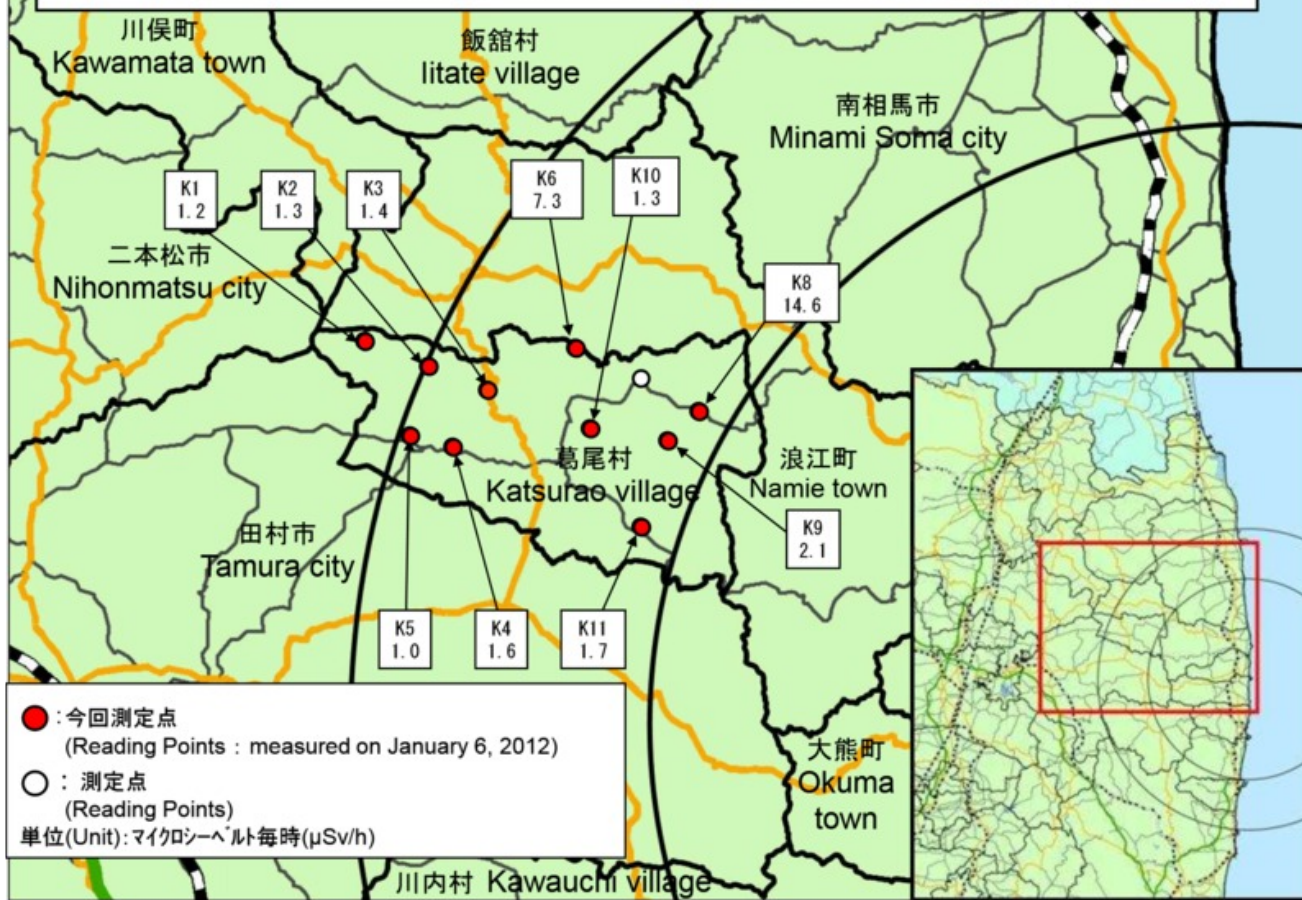 川俣町
Kawamata town
飯舘村
Iitate village
南相馬市
Minami Soma city
K1
1.2
K2
1.3
K3
1.4
K6
7.3
K10
1.3
二本松市
Nihonmatsu city
K8
14.6
葛尾村
Katsurao village
浪江町
Namie town
K9
2.1
田村市
Tamura city
K5
1.0
K4
1.6
K11
1.7
:今回測定点
(Reading Points : measured on January 6, 2012)
: 測定点
(Reading Points)
単位(Unit):マイクロシーベルト毎時(μSv/h)
大熊町
Okuma
town
川内村 Kawauchi village